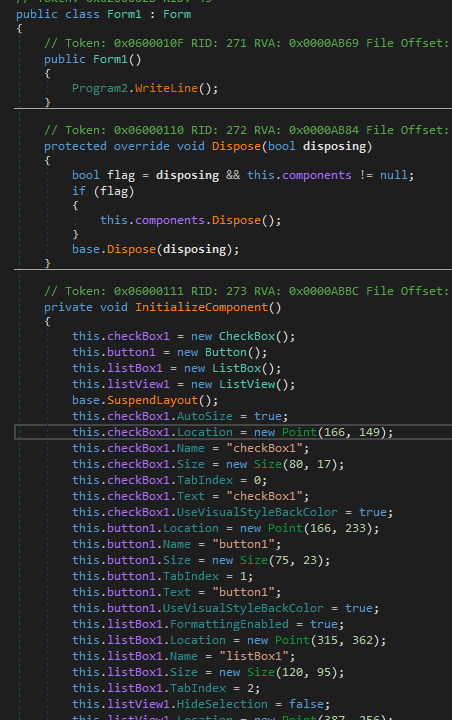 public class Form1 : Form
{
// Token: 0x0600010F RID: 271 RVA: 0x0000AB69 File Offset:
public Form1()
{
Program2.WriteLine();
}
// Token: 0x06000110 RID: 272 RVA: 0x0000AB84 File Offset:
protected override void Dispose(bool disposing)
{
bool flag = disposing && this.components != null;
if (flag)
{
this.components.Dispose();
}
base.Dispose(disposing);
}
// Token: 0x06000111 RID: 273 RVA: 0x0000ABBC File Offset:
private void InitializeComponent()
{
this.checkBox1 = new CheckBox();
this.button1 = new Button();
this.listBox1 = new ListBox();
this.listView1 = new ListView();
base.SuspendLayout();
this.checkBox1.AutoSize = true;
this.checkBox1.Location = new Point(166, 149);
this.checkBox1.Name = "checkBox1";
this.checkBox1.Size = new Size(80, 17);
this.checkBox1.TabIndex = 0;
this.checkBox1.Text = "checkBox1";
this.checkBox1.UseVisualStyleBackColor = true;
this.button1.Location = new Point(166, 233);
this.button1.Name = "button1";
this.button1.Size = new Size(75, 23);
this.button1.TabIndex = 1;
this.button1.Text = "button1";
this.button1.UseVisualStyleBackColor = true;
this.listBox1.FormattingEnabled = true;
this.listBox1.Location = new Point(315, 362);
this.listBox1.Name = "listBox1";
this.listBox1.Size = new Size(120, 95);
this.listBox1.TabIndex = 2;
this.listView1.HideSelection = false;
this.listView1.Location = new Point(387, 256);